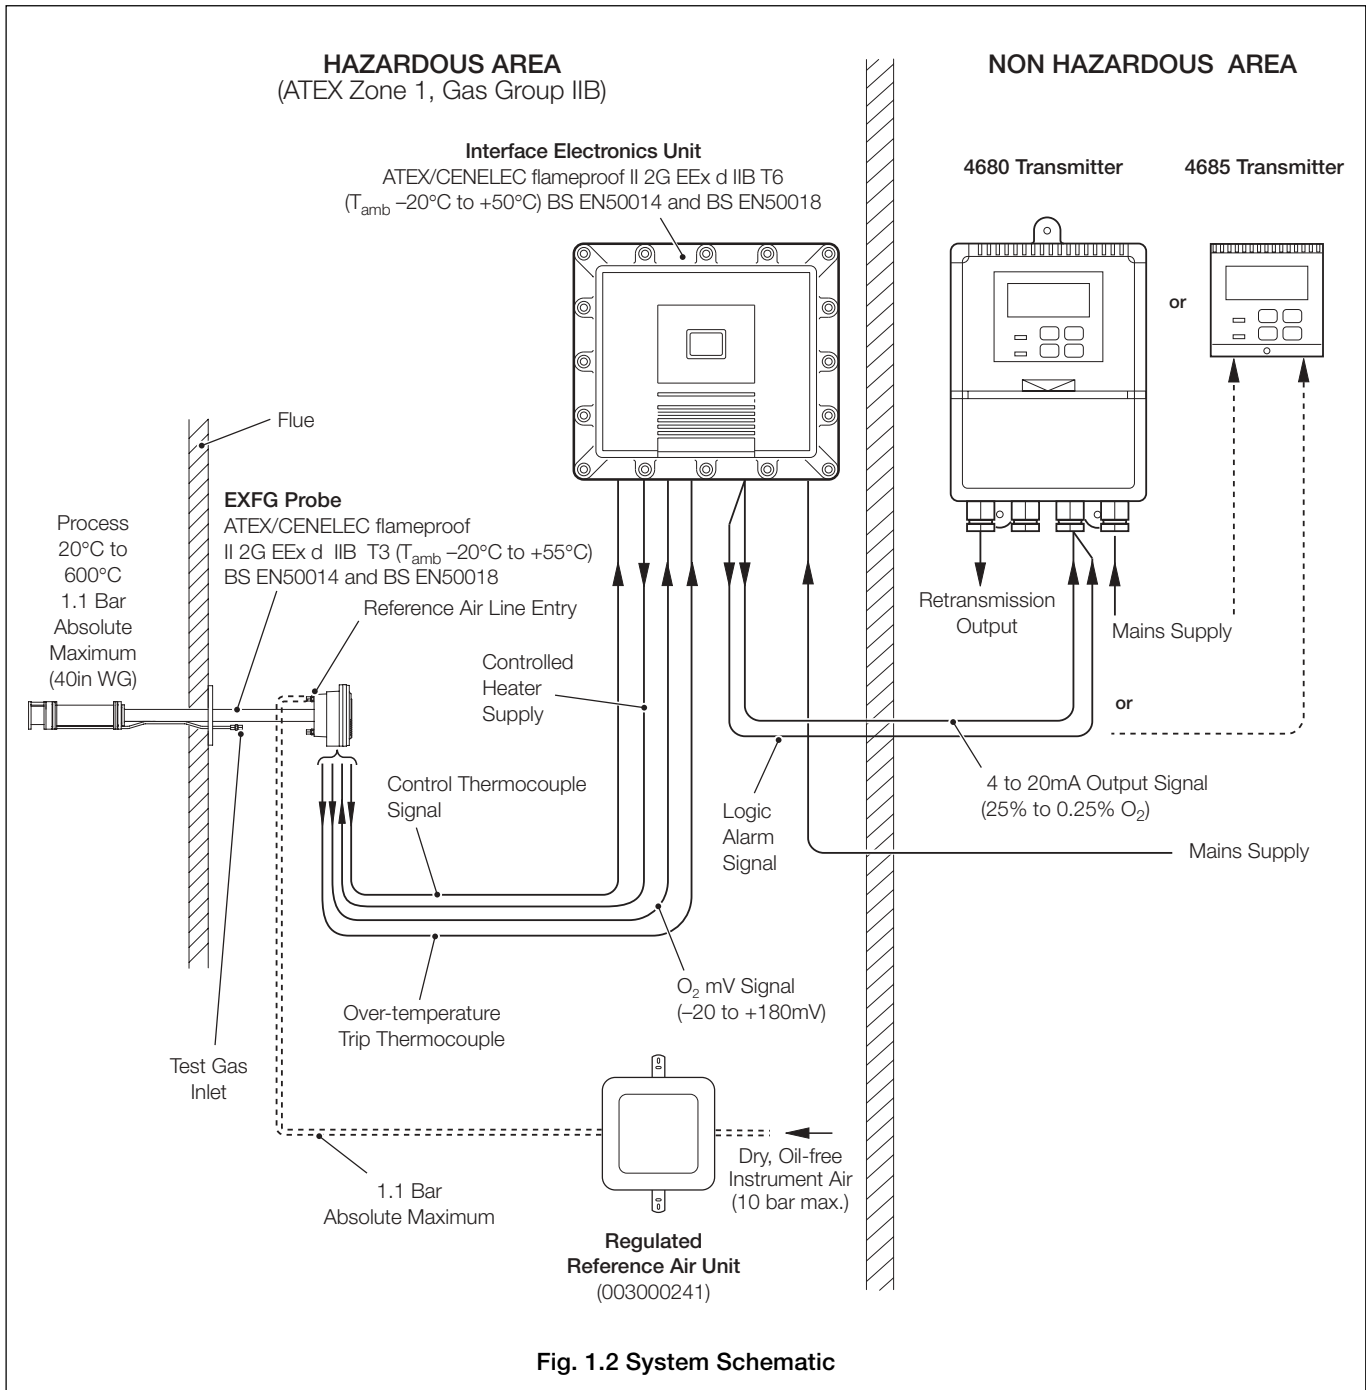 HAZARDOUS AREA
(ATEX Zone 1, Gas Group IIB)
NON HAZARDOUS AREA
Interface Electronics Unit
ATEX/CENELEC flameproof II 2G EEx d IIB T6
(Tamb –20°C to +50°C) BS EN50014 and BS EN50018
4680 Transmitter
4685 Transmitter
or
Flue
EXFG Probe
ATEX/CENELEC flameproof
II 2G EEx d IIB T3 (Tamb –20°C to +55°C)
BS EN50014 and BS EN50018
Process
20°C to
600°C
1.1 Bar
Absolute
Maximum
(40in WG)
Reference Air Line Entry
Retransmission
Output
Mains Supply
Controlled
Heater
Supply
or
Control Thermocouple
Signal
4 to 20mA Output Signal
(25% to 0.25% O2)
Logic
Alarm
Signal
Mains Supply
O2 mV Signal
(–20 to +180mV)
Over-temperature
Trip Thermocouple
Test Gas
Inlet
Dry, Oil-free
Instrument Air
(10 bar max.)
1.1 Bar
Absolute Maximum
Regulated
Reference Air Unit
(003000241)
Fig. 1.2 System Schematic